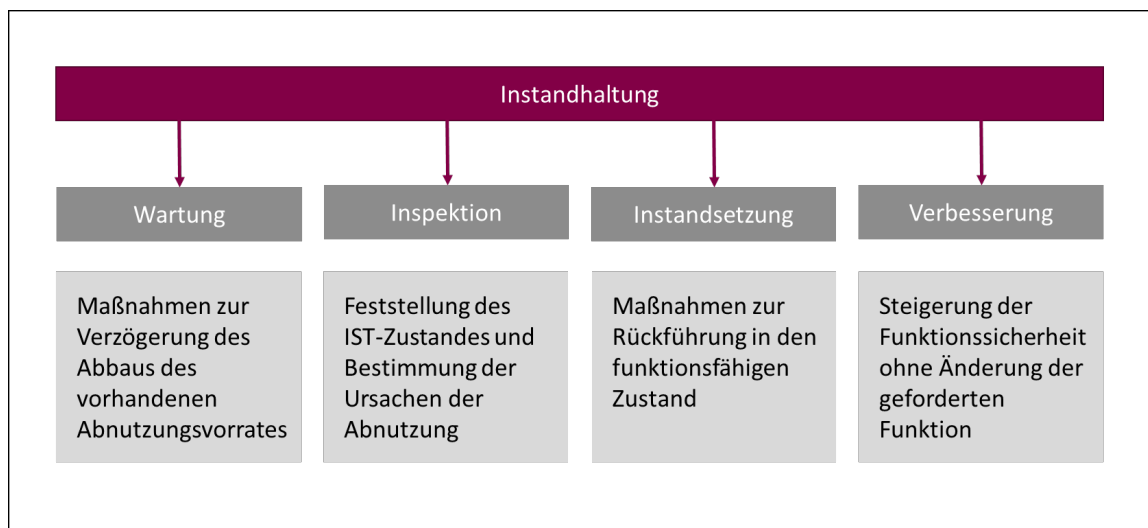 Instandhaltung
Wartung
Inspektion
Instandsetzung
Verbesserung
Maßnahmen zur
Verzögerung des
Abbaus des
vorhandenen
Abnutzungsvorrates
Feststellung des
IST-Zustandes und
Bestimmung der
Ursachen der
Abnutzung
Maßnahmen zur
Rückführung in den
funktionsfähigen
Zustand
Steigerung der
Funktionssicherheit
ohne Änderung der
geforderten
Funktion